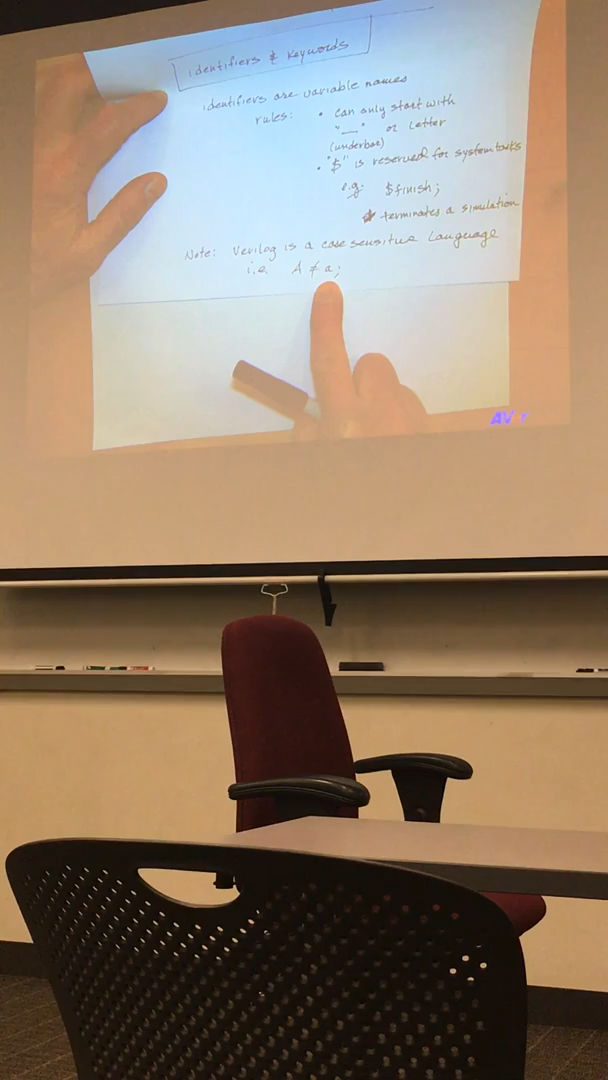 Identifiers & Keywords
identifiers are variable names
rules: • can only start with
"_" or letter
(underbar)
• "$" is reserved for system tasks
e.g. $finish;
terminates a simulation
Note: Verilog is a case sensitive Language
i.e. A ≠ a;
AV